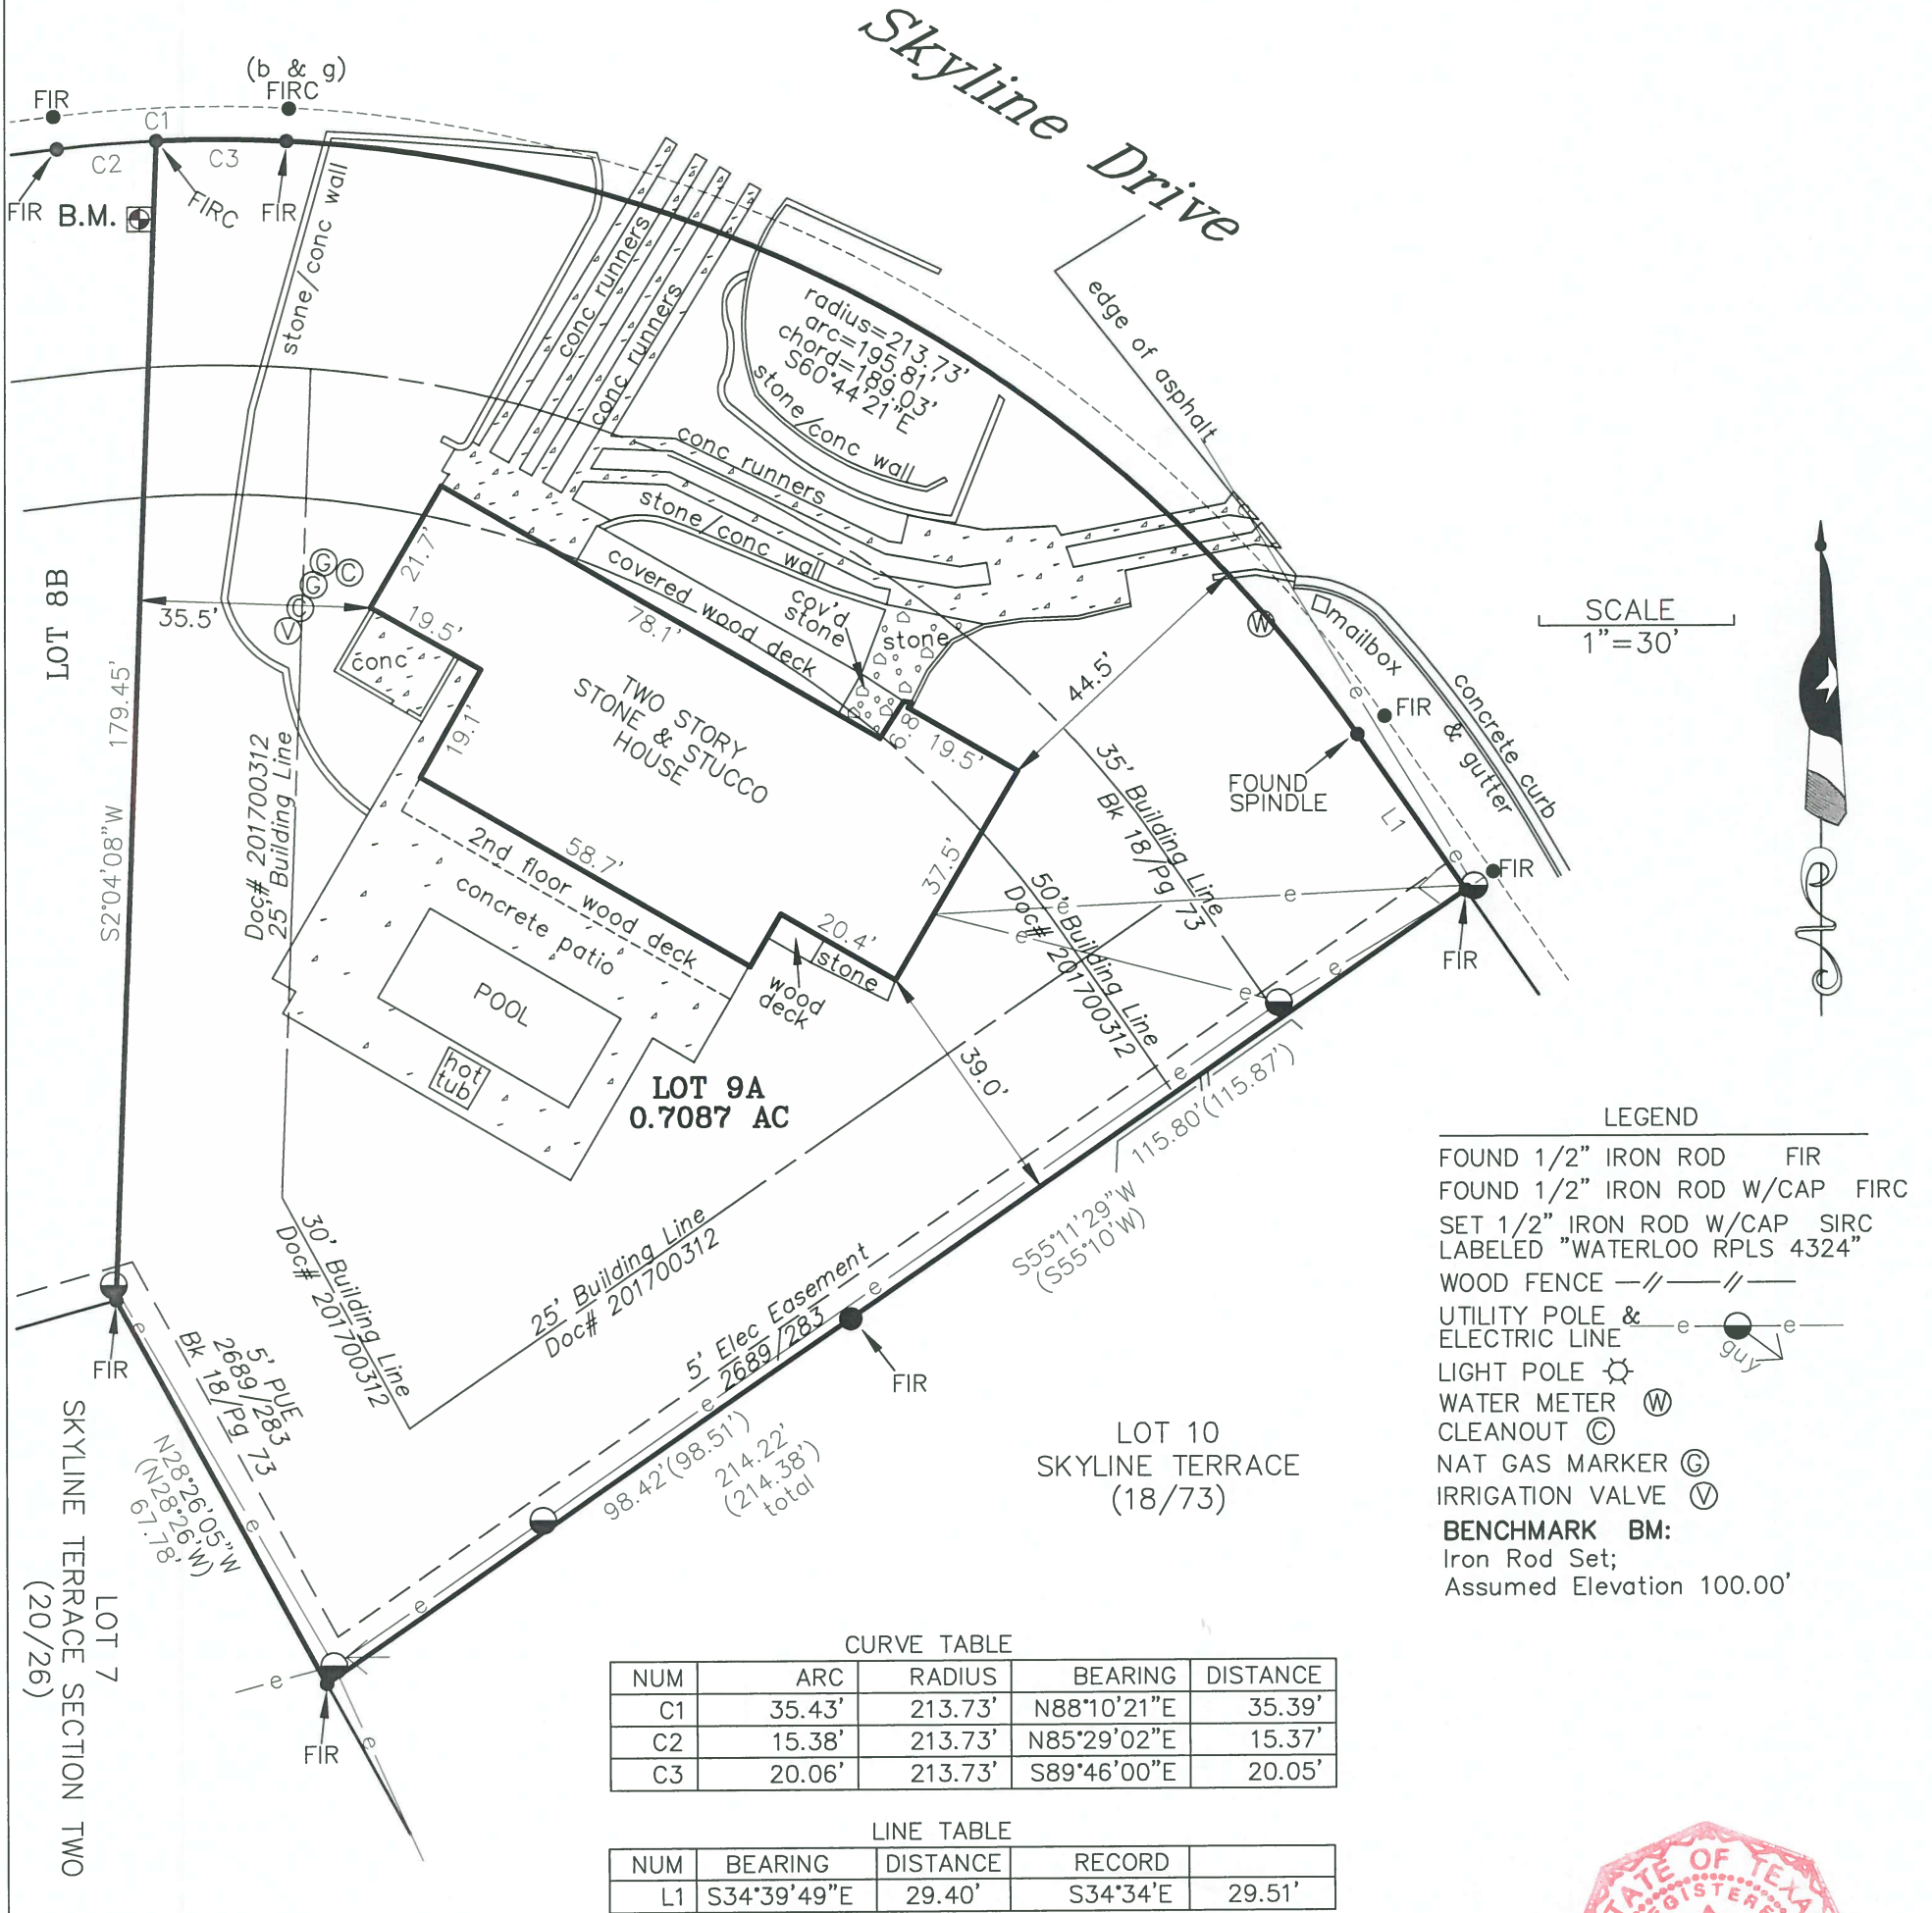 Skyline Drive
(b & g)
FIRC
FIR
C1
C2
C3
FIR
B.M.
FIRC
FIR
stone/conc wall
conc runners
conc runners
radius=213.73'
arc=195.81'
chord=189.03'
S60°44'21"E
stone/conc wall
edge of asphalt
conc runners
stone/conc wall
covered wood deck
cov'd
stone
stone
LOT 8B
35.5'
G
C
G
C
V
21.7'
19.5'
conc
19.1'
78.1'
TWO STORY
STONE & STUCCO
HOUSE
6.8
19.5'
44.5'
W
mailbox
concrete curb
& gutter
FIR
FOUND
SPINDLE
L1
FIR
FIR
SCALE
1"=30'
S2°04'08"W 179.45'
Doc# 201700312
25' Building Line
58.7'
2nd floor wood deck
concrete patio
POOL
hot
tub
20.4'
stone
wood
deck
37.5'
35' Building Line
Bk 18/Pg 73
50' Building Line
Doc# 201700312
e
e
e
e
e
e
e
e
39.0'
LOT 9A
0.7087 AC
115.80'(115.87')
S55°11'29"W
(S55°10'W)
30' Building Line
Doc# 201700312
25' Building Line
Doc# 201700312
5' Elec Easement
2689/283
e
e
e
FIR
FIR
5' PUE
2689/283
Bk 18/Pg 73
N28°26'05"W
(N28°26'W)
67.78'
e
e
98.42'(98.51')
214.22'
(214.38')
total
e
e
FIR
LOT 7
SKYLINE TERRACE SECTION TWO
(20/26)
LOT 10
SKYLINE TERRACE
(18/73)
LEGEND
FOUND 1/2" IRON ROD FIR
FOUND 1/2" IRON ROD W/CAP FIRC
SET 1/2" IRON ROD W/CAP SIRC
LABELED "WATERLOO RPLS 4324"
WOOD FENCE
UTILITY POLE &
ELECTRIC LINE e e
guy
LIGHT POLE
WATER METER W
CLEANOUT C
NAT GAS MARKER G
IRRIGATION VALVE V
BENCHMARK BM:
Iron Rod Set;
Assumed Elevation 100.00'
CURVE TABLE
NUM ARC RADIUS BEARING DISTANCE
C1 35.43' 213.73' N88°10'21"E 35.39'
C2 15.38' 213.73' N85°29'02"E 15.37'
C3 20.06' 213.73' S89°46'00"E 20.05'
LINE TABLE
NUM BEARING DISTANCE RECORD
L1 S34°39'49"E 29.40' S34°34'E 29.51'
STATE OF TEXA
GISTERE